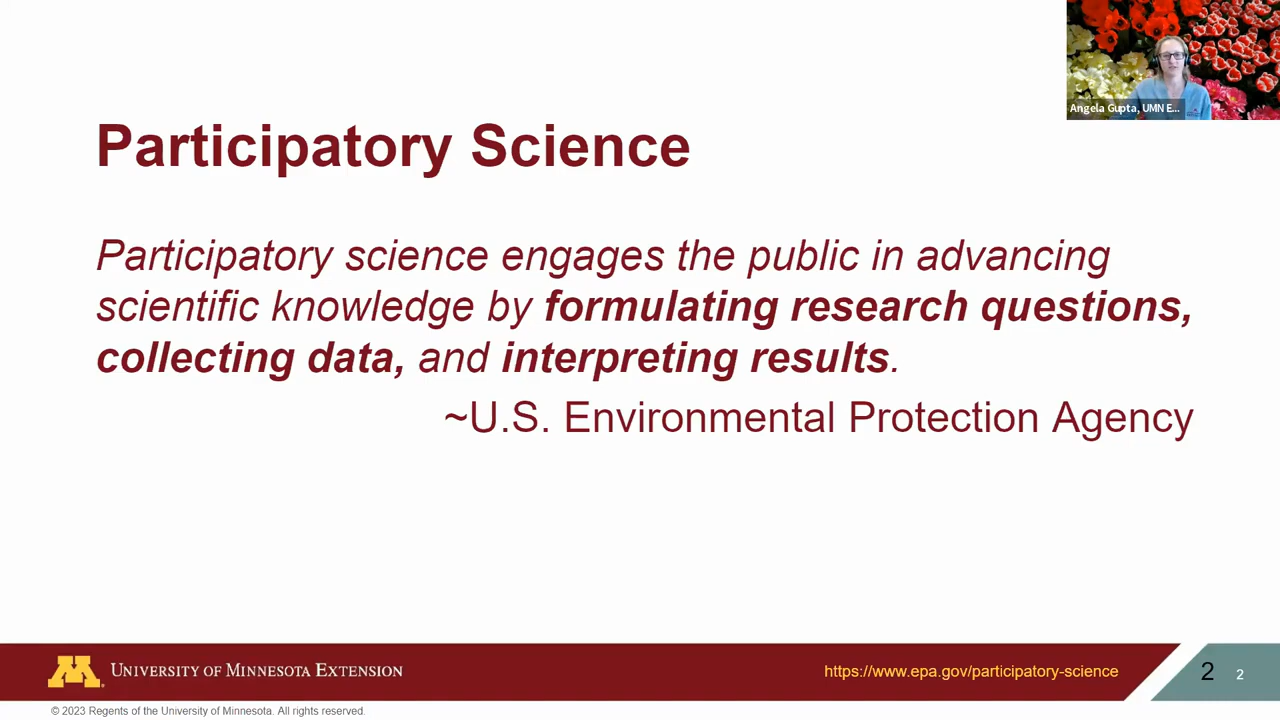 Angela Gupta, UMN E...
Participatory Science
Participatory science engages the public in advancing
scientific knowledge by formulating research questions,
collecting data, and interpreting results.
~U.S. Environmental Protection Agency
M
UNIVERSITY OF MINNESOTA EXTENSION
https://www.epa.gov/participatory-science
2
2
© 2023 Regents of the University of Minnesota. All rights reserved.